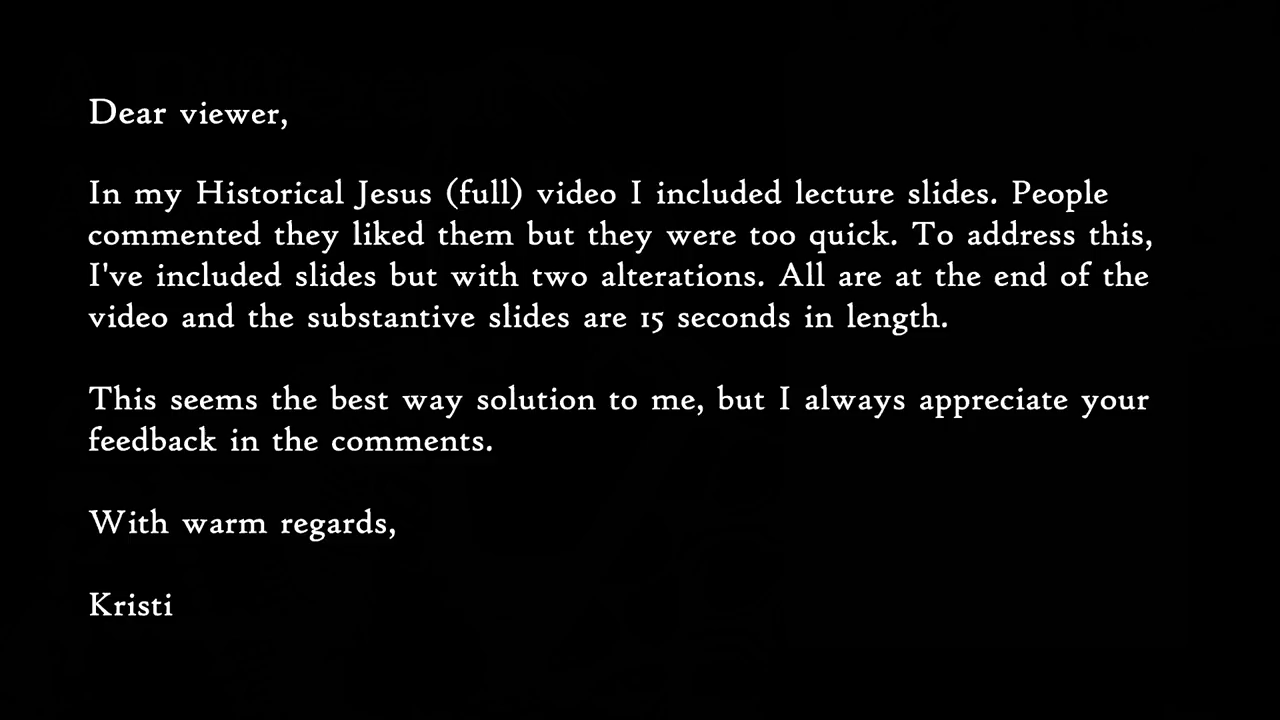 Dear viewer,
In my Historical Jesus (full) video I included lecture slides. People
commented they liked them but they were too quick. To address this,
I've included slides but with two alterations. All are at the end of the
video and the substantive slides are 15 seconds in length.
This seems the best way solution to me, but I always appreciate your
feedback in the comments.
With warm regards,
Kristi